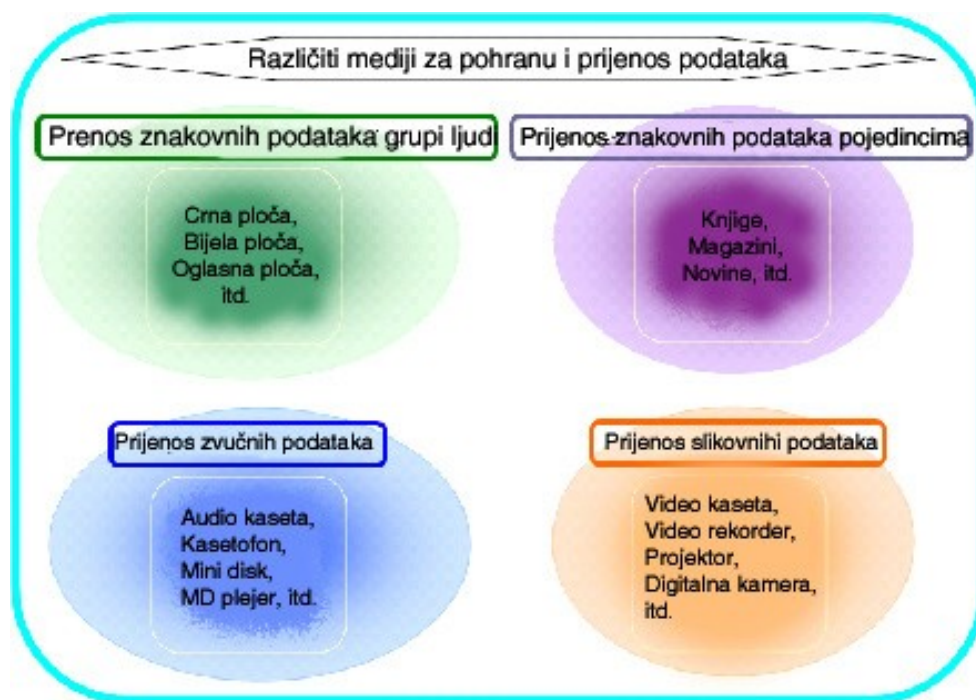 Različiti mediji za pohranu i prijenos podataka
Prenos znakovnih podataka grupi ljudi
Crna ploča,
Bijela ploča,
Oglasna ploča,
itd.
Prijenos znakovnih podataka pojedincima
Knjige,
Magazini,
Novine, itd.
Prijenos zvučnih podataka
Audio kaseta,
Kasetofon,
Mini disk,
MD plejer, itd.
Prijenos slikovnihi podataka
Video kaseta,
Video rekorder,
Projektor,
Digitalna kamera,
itd.